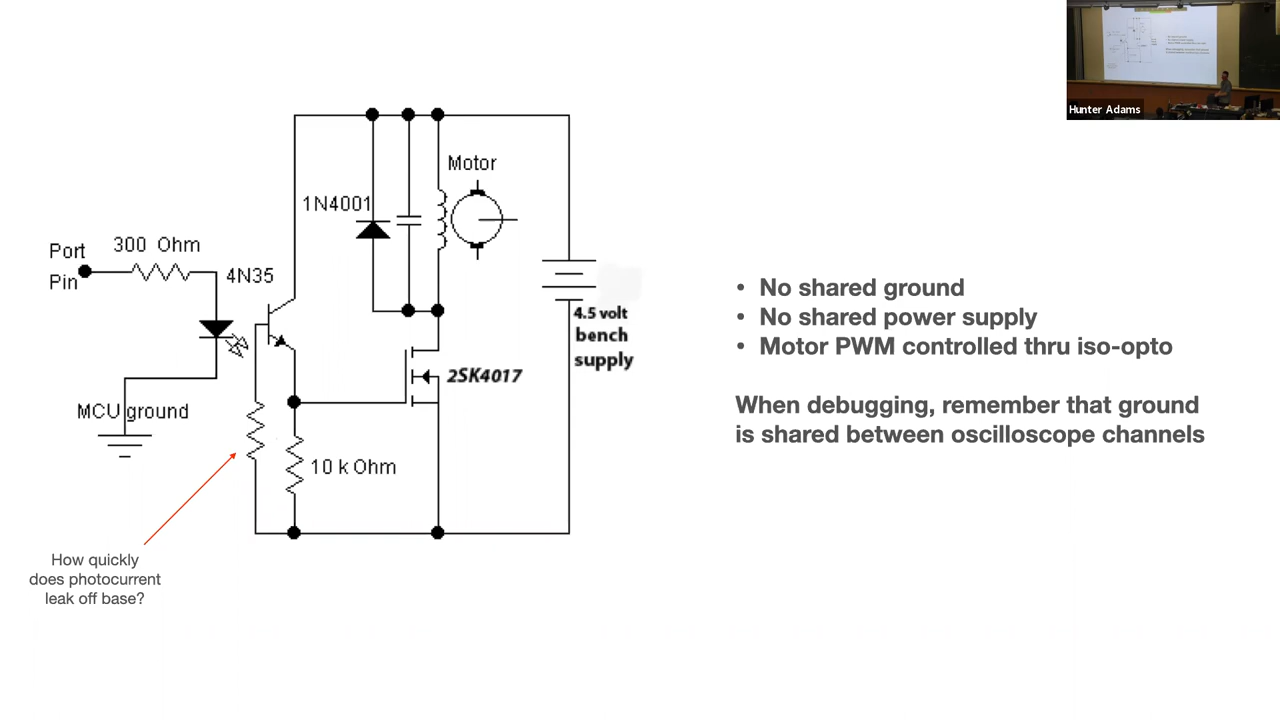 Hunter Adams
Motor
1N4001
300 Ohm
Port
Pin
4N35
4.5 volt
bench
supply
2SK4017
MCU ground
10 k Ohm
How quickly
does photocurrent
leak off base?
• No shared ground
• No shared power supply
• Motor PWM controlled thru iso-opto
When debugging, remember that ground
is shared between oscilloscope channels